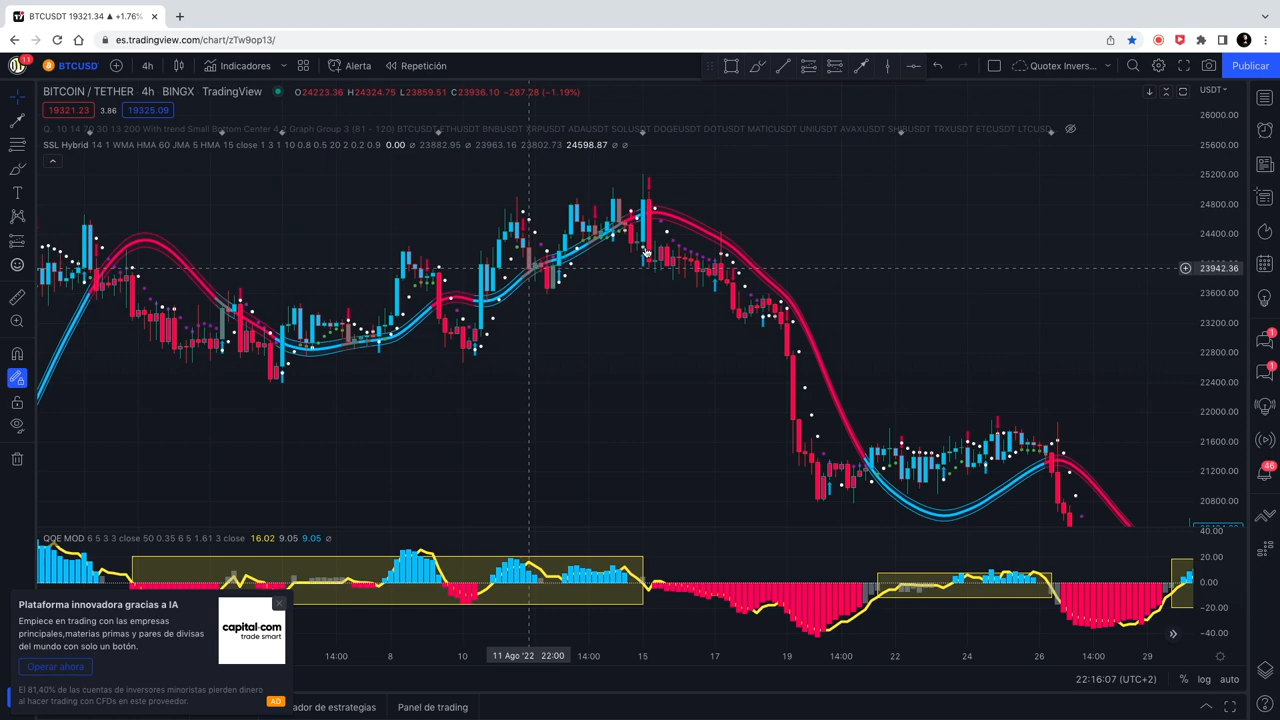 BTCUSDT 19321.34 ▲ +1.76%
es.tradingview.com/chart/zTw9op13/
11
BTCUSD
4h
Indicadores
Alerta
Repetición
Quotex Invers...
Publicar
BITCOIN / TETHER 4h BINGX TradingView
O24223.36 H24324.75 L23859.51 C23936.10 −287.28 (−1.19%)
USDT
19321.23
3.86
19325.09
SSL Hybrid 14 1 WMA HMA 60 JMA 5 HMA 15 close 1 3 1 10 0.8 0.5 20 2 0.2 0.9 0.00 ∅ 23882.95 ∅ 23963.16 23802.73 24598.87 ∅ ∅
26000.00
25600.00
25200.00
24800.00
24400.00
23942.36
23600.00
23200.00
22800.00
22400.00
22000.00
21600.00
21200.00
20800.00
QQE MOD 6 5 3 3 close 50 0.35 6 5 1.61 3 close 16.02 9.05 9.05 ∅
40.00
20.00
0.00
−20.00
−40.00
1
1
46
Plataforma innovadora gracias a IA
Empiece en trading con las empresas
principales,materias primas y pares de divisas
del mundo con solo un botón.
capital.com
trade smart
Operar ahora
El 81,40% de las cuentas de inversores minoristas pierden dinero
al hacer trading con CFDs en este proveedor.
AD
14:00
8
10
11 Ago '22 22:00
14:00
15
17
19
14:00
22
24
26
14:00
29
22:16:07 (UTC+2)
%
log
auto
ador de estrategias
Panel de trading